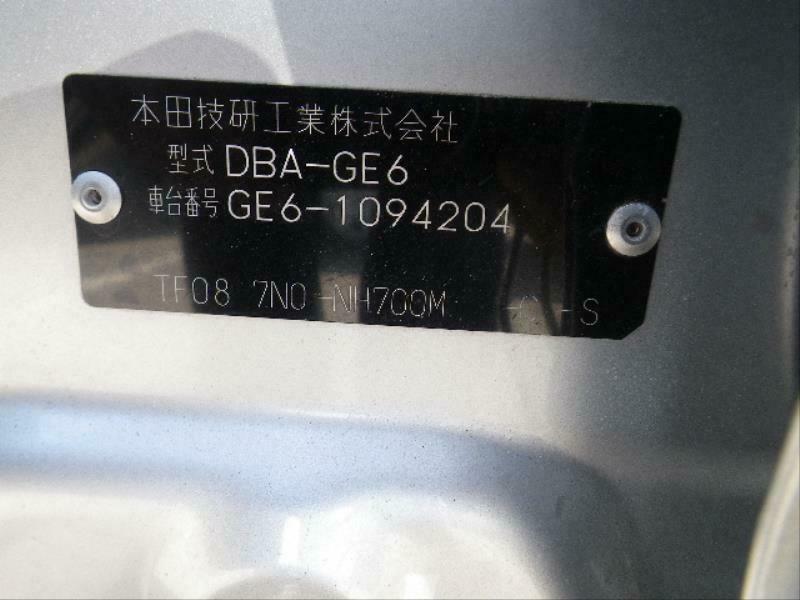 本田技研工業株式会社
型式 DBA-GE6
車台番号 GE6-1094204
TF08 7N0-NH700M -C -S